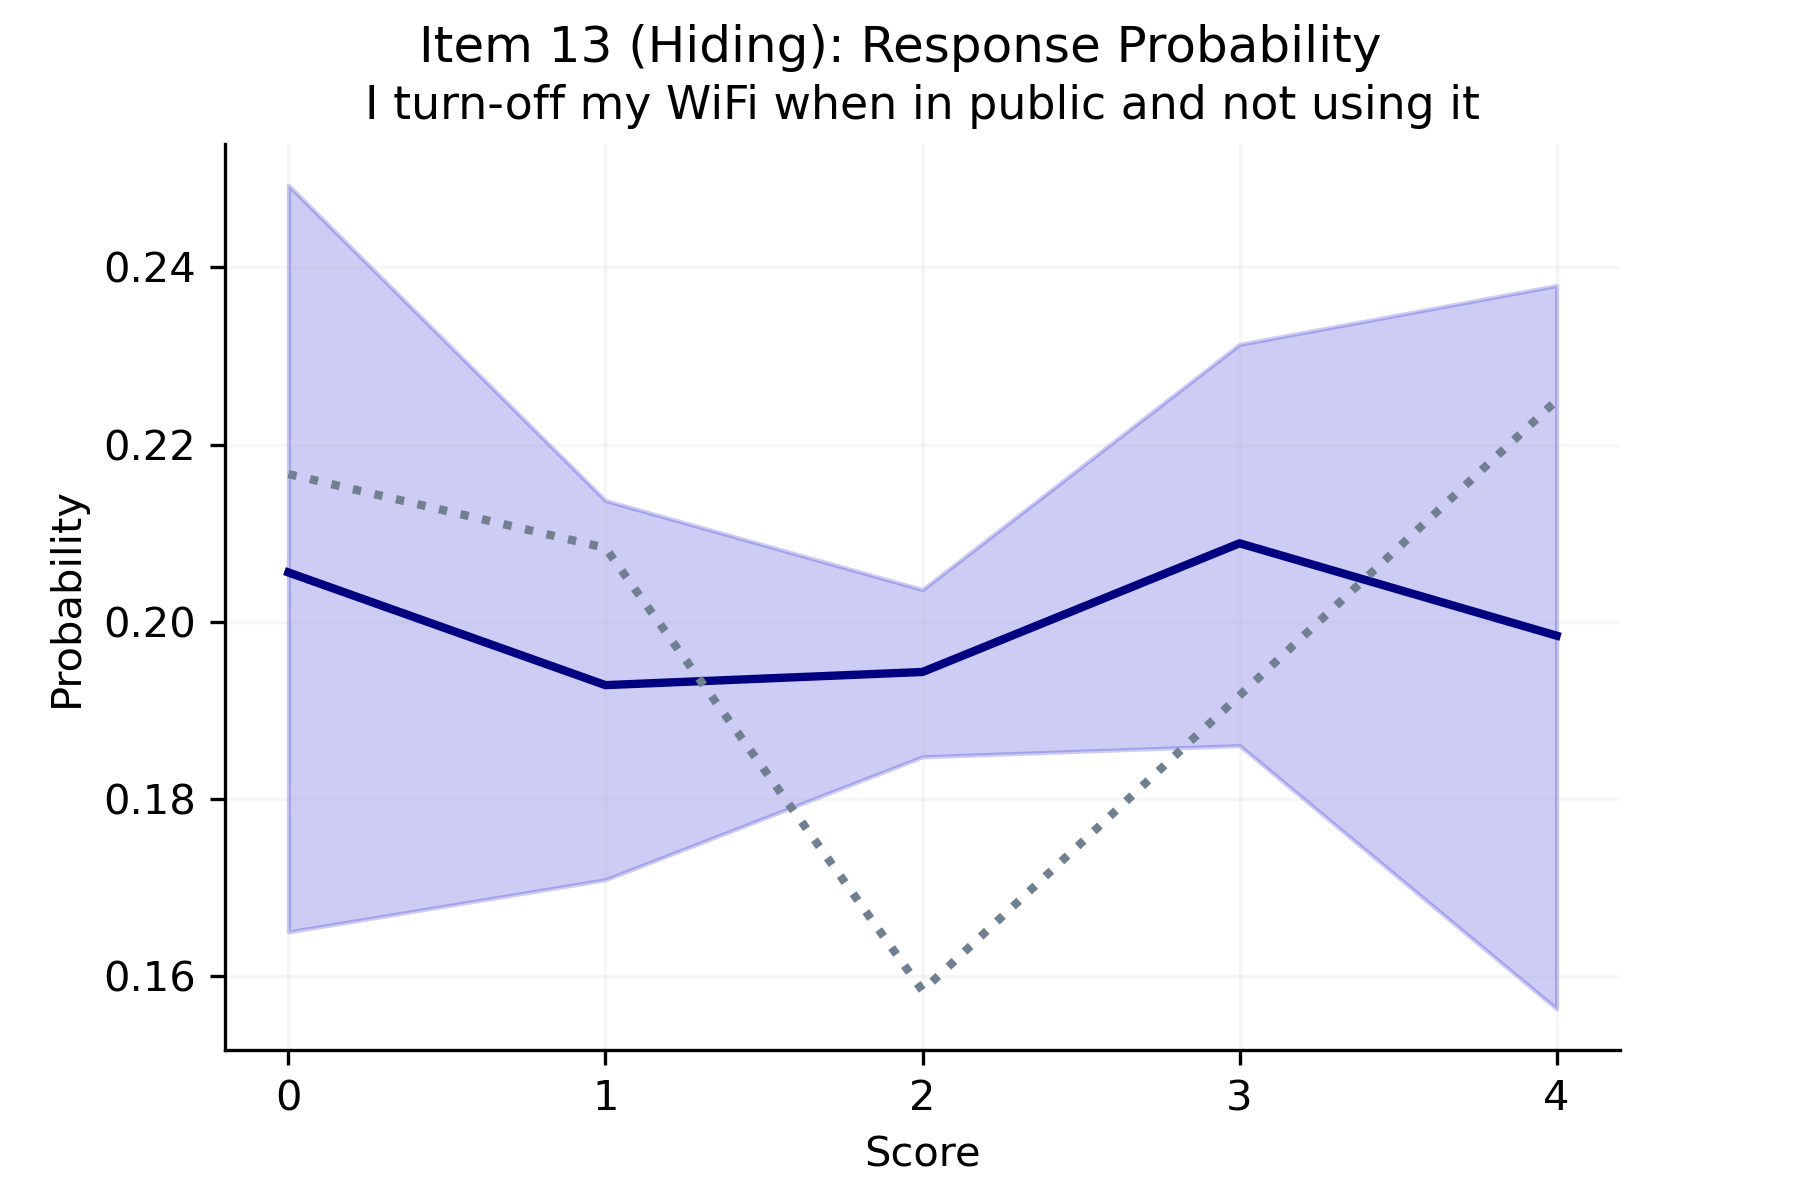 Item 13 (Hiding): Response Probability
I turn-off my WiFi when in public and not using it
0.24
0.22
0.20
0.18
0.16
Probability
0 1 2 3 4
Score